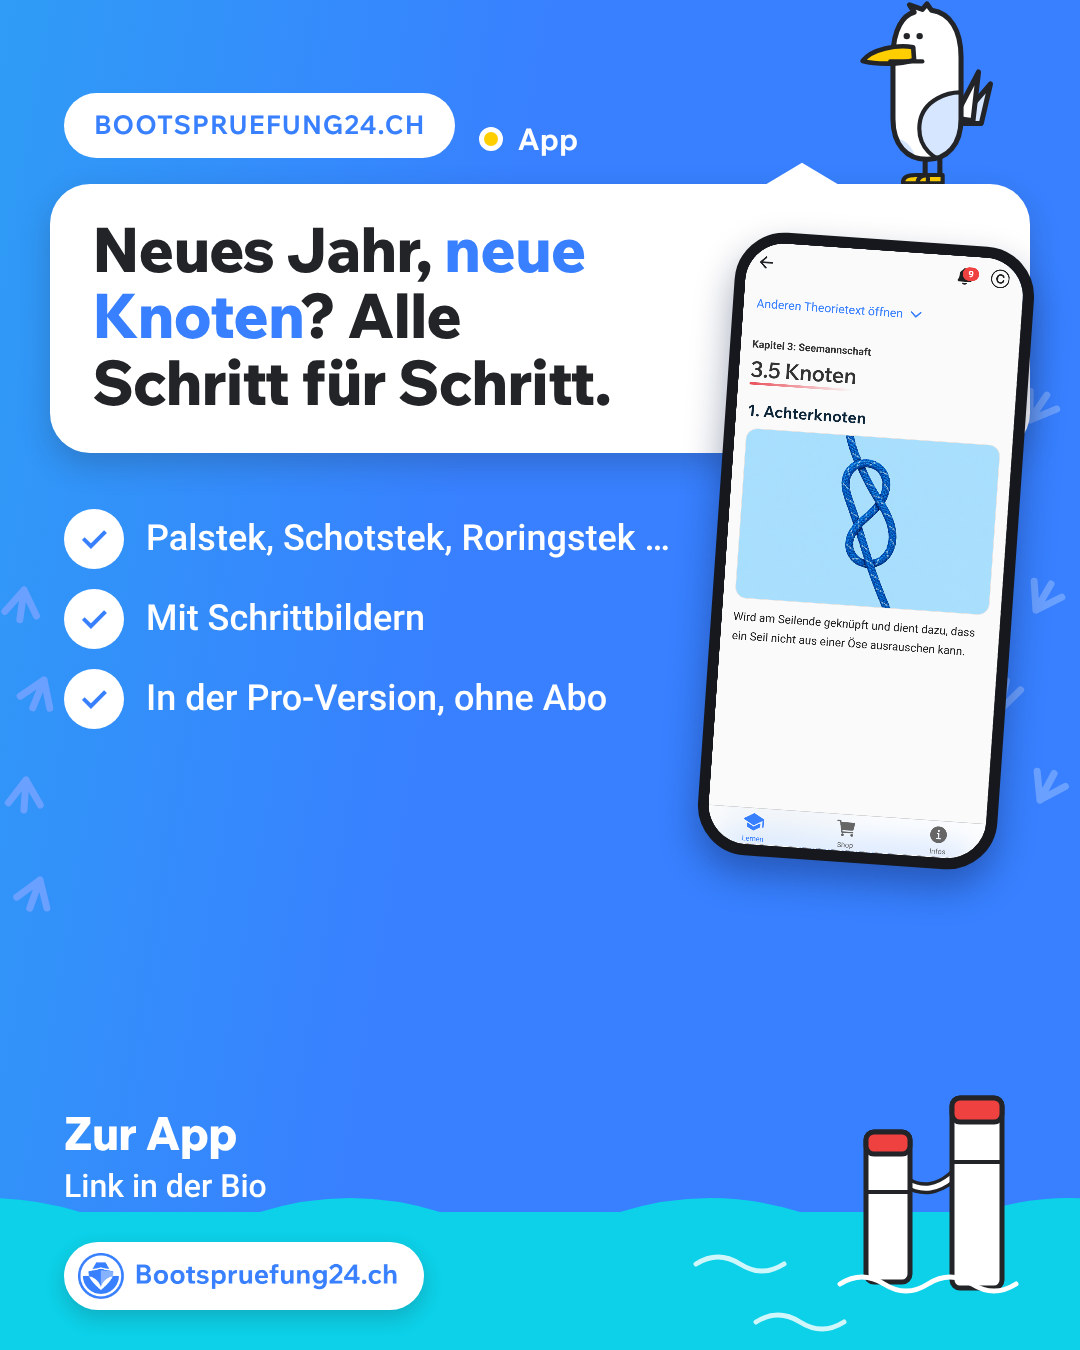 BOOTSPRUEFUNG24.CH
App
Neues Jahr, neue
Knoten? Alle
Schritt für Schritt.
Palstek, Schotstek, Roringstek ...
Mit Schrittbildern
In der Pro-Version, ohne Abo
9
C
Anderen Theorietext öffnen
Kapitel 3: Seemannschaft
3.5 Knoten
1. Achterknoten
Wird am Seilende geknüpft und dient dazu, dass
ein Seil nicht aus einer Öse ausrauschen kann.
Lernen
Shop
Infos
Zur App
Link in der Bio
Bootspruefung24.ch